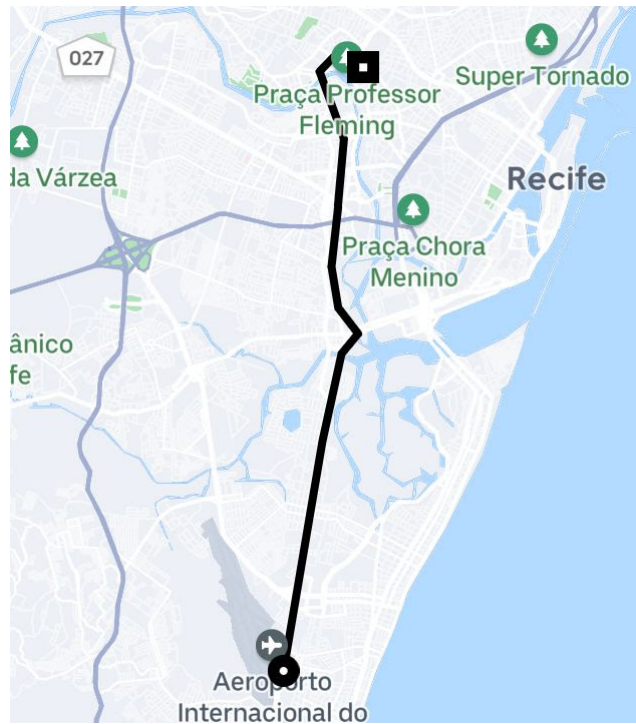 027
Super Tornado
Praça Professor
Fleming
da Várzea
Recife
Praça Chora
Menino
ânico
fe
Aeroporto
Internacional do